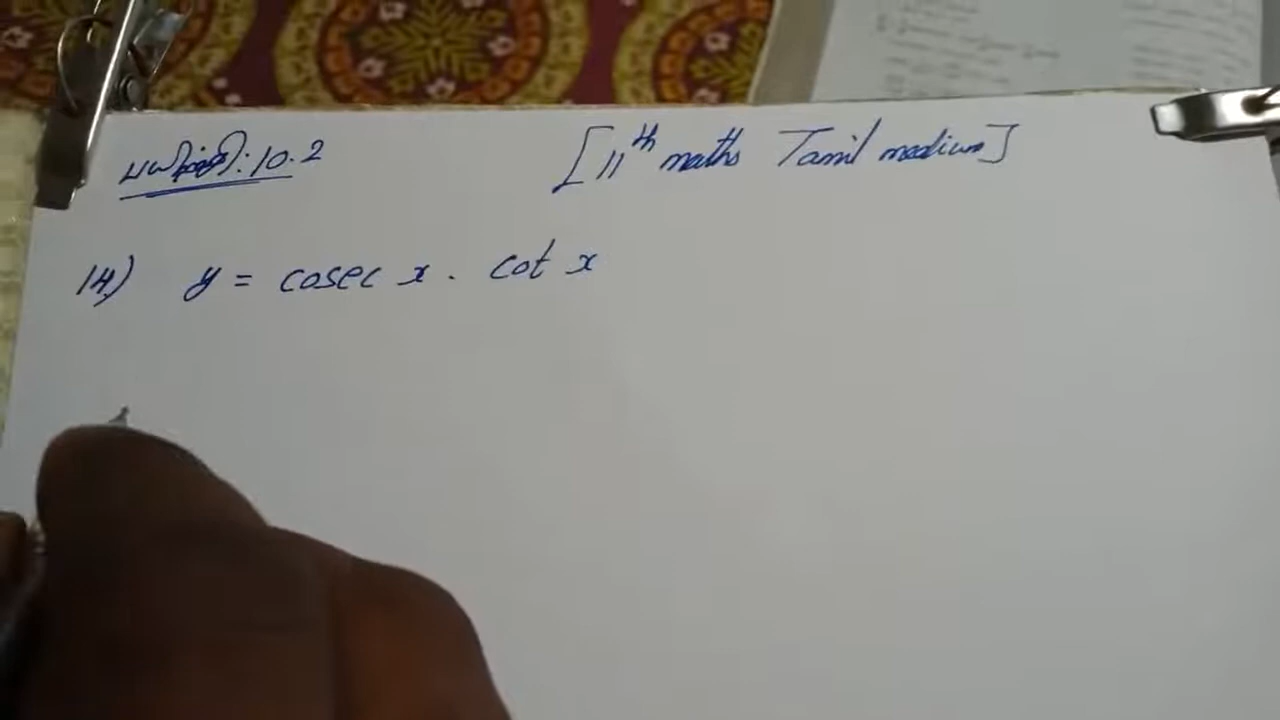 பயிற்சி: 10.2
[11th maths Tamil medium]
14) y = cosec x . cot x